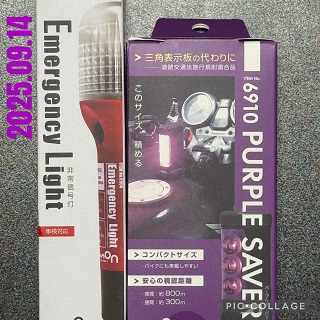 2025.09.14
Emergency Light
非常信号灯
車検対応
Emergency Light
三角表示板の代わりに
道路交通法施行規則適合品
このサイズ、積める
ITEM No.
6910 PURPLE SAVER
コンパクトサイズ
バイクにも車載しやすい
安心の視認距離
夜間:約800m
昼間:約300m
PIC•COLLAGE